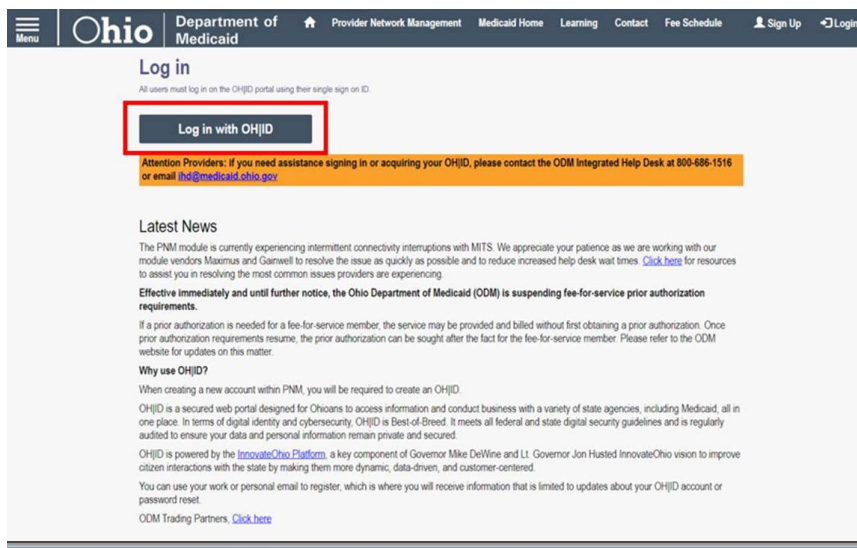 Menu
Ohio
Department of
Medicaid
Provider Network Management Medicaid Home Learning Contact Fee Schedule Sign Up Login
Log in
All users must log in on the OH|ID portal using their single sign on ID.
Log in with OH|ID
Attention Providers: If you need assistance signing in or acquiring your OH|ID, please contact the ODM Integrated Help Desk at 800-686-1516
or email ihd@medicaid.ohio.gov
Latest News
The PNM module is currently experiencing intermittent connectivity interruptions with MITS. We appreciate your patience as we are working with our
module vendors Maximus and Gainwell to resolve the issue as quickly as possible and to reduce increased help desk wait times. Click here for resources
to assist you in resolving the most common issues providers are experiencing.
Effective immediately and until further notice, the Ohio Department of Medicaid (ODM) is suspending fee-for-service prior authorization
requirements.
If a prior authorization is needed for a fee-for-service member, the service may be provided and billed without first obtaining a prior authorization. Once
prior authorization requirements resume, the prior authorization can be sought after the fact for the fee-for-service member. Please refer to the ODM
website for updates on this matter.
Why use OH|ID?
When creating a new account within PNM, you will be required to create an OH|ID.
OH|ID is a secured web portal designed for Ohioans to access information and conduct business with a variety of state agencies, including Medicaid, all in
one place. In terms of digital identity and cybersecurity, OH|ID is Best-of-Breed. It meets all federal and state digital security guidelines and is regularly
audited to ensure your data and personal information remain private and secured.
OH|ID is powered by the InnovateOhio Platform, a key component of Governor Mike DeWine and Lt. Governor Jon Husted InnovateOhio vision to improve
citizen interactions with the state by making them more dynamic, data-driven, and customer-centered.
You can use your work or personal email to register, which is where you will receive information that is limited to updates about your OH|ID account or
password reset.
ODM Trading Partners, Click here